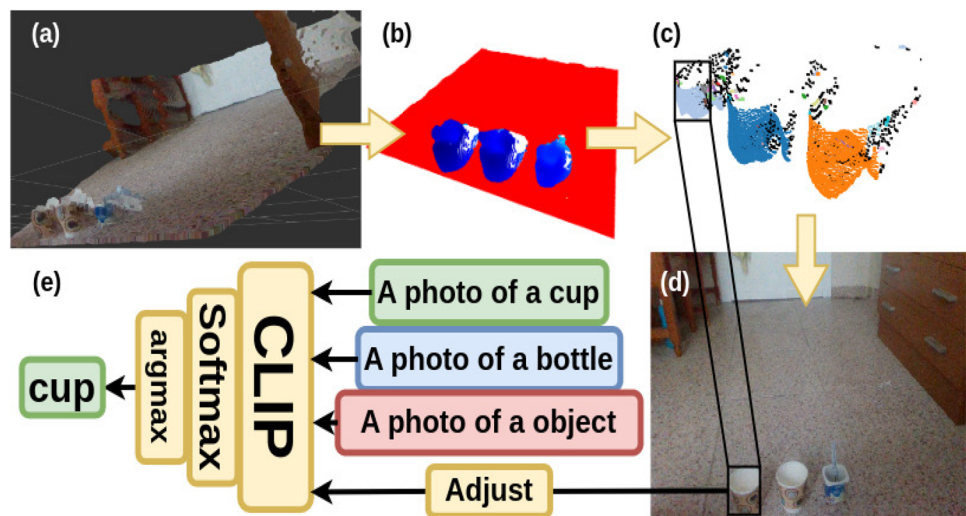 (a)
(b)
(c)
(d)
(e)
A photo of a cup
A photo of a bottle
A photo of a object
Adjust
CLIP
Softmax
argmax
cup